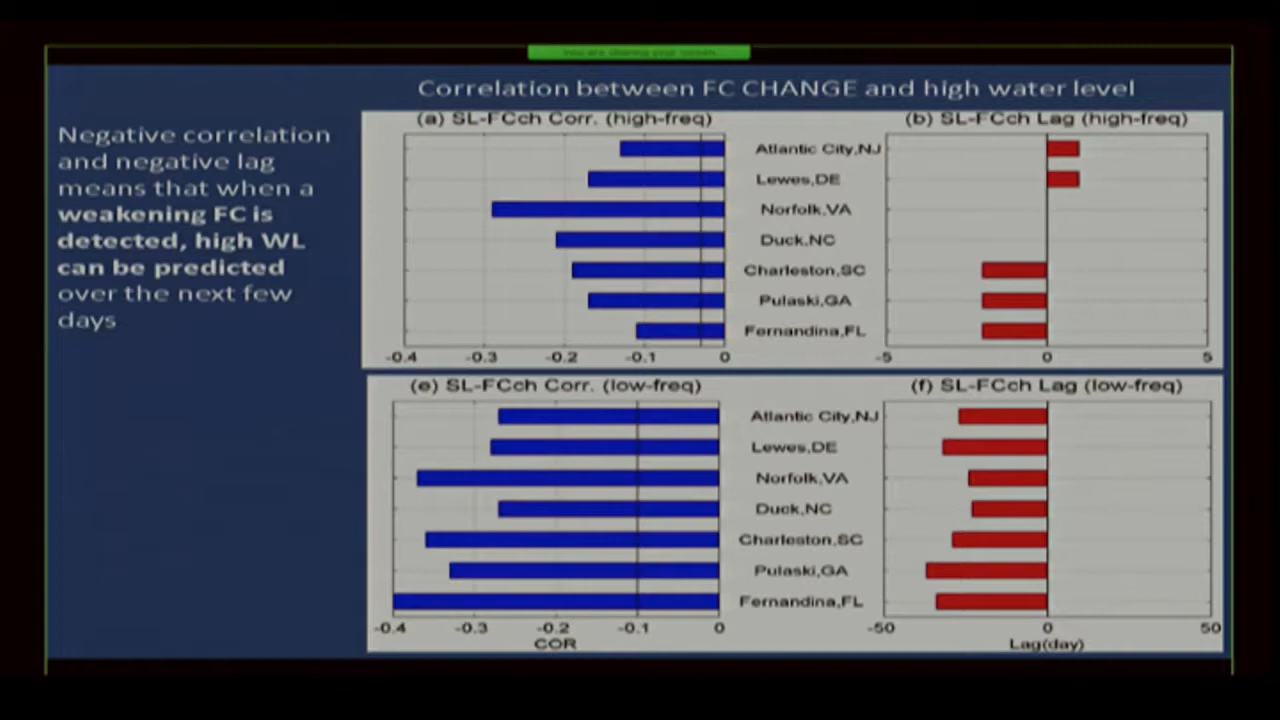 You are sharing your screen.
Correlation between FC CHANGE and high water level
Negative correlation
and negative lag
means that when a
weakening FC is
detected, high WL
can be predicted
over the next few
days
(a) SL-FCch Corr. (high-freq)
(b) SL-FCch Lag (high-freq)
Atlantic City,NJ
Lewes,DE
Norfolk,VA
Duck,NC
Charleston,SC
Pulaski,GA
Fernandina,FL
-0.4 -0.3 -0.2 -0.1 0
-5 0 5
(e) SL-FCch Corr. (low-freq)
(f) SL-FCch Lag (low-freq)
Atlantic City,NJ
Lewes,DE
Norfolk,VA
Duck,NC
Charleston,SC
Pulaski,GA
Fernandina,FL
-0.4 -0.3 -0.2 -0.1 0
COR
-50 0 50
Lag(day)